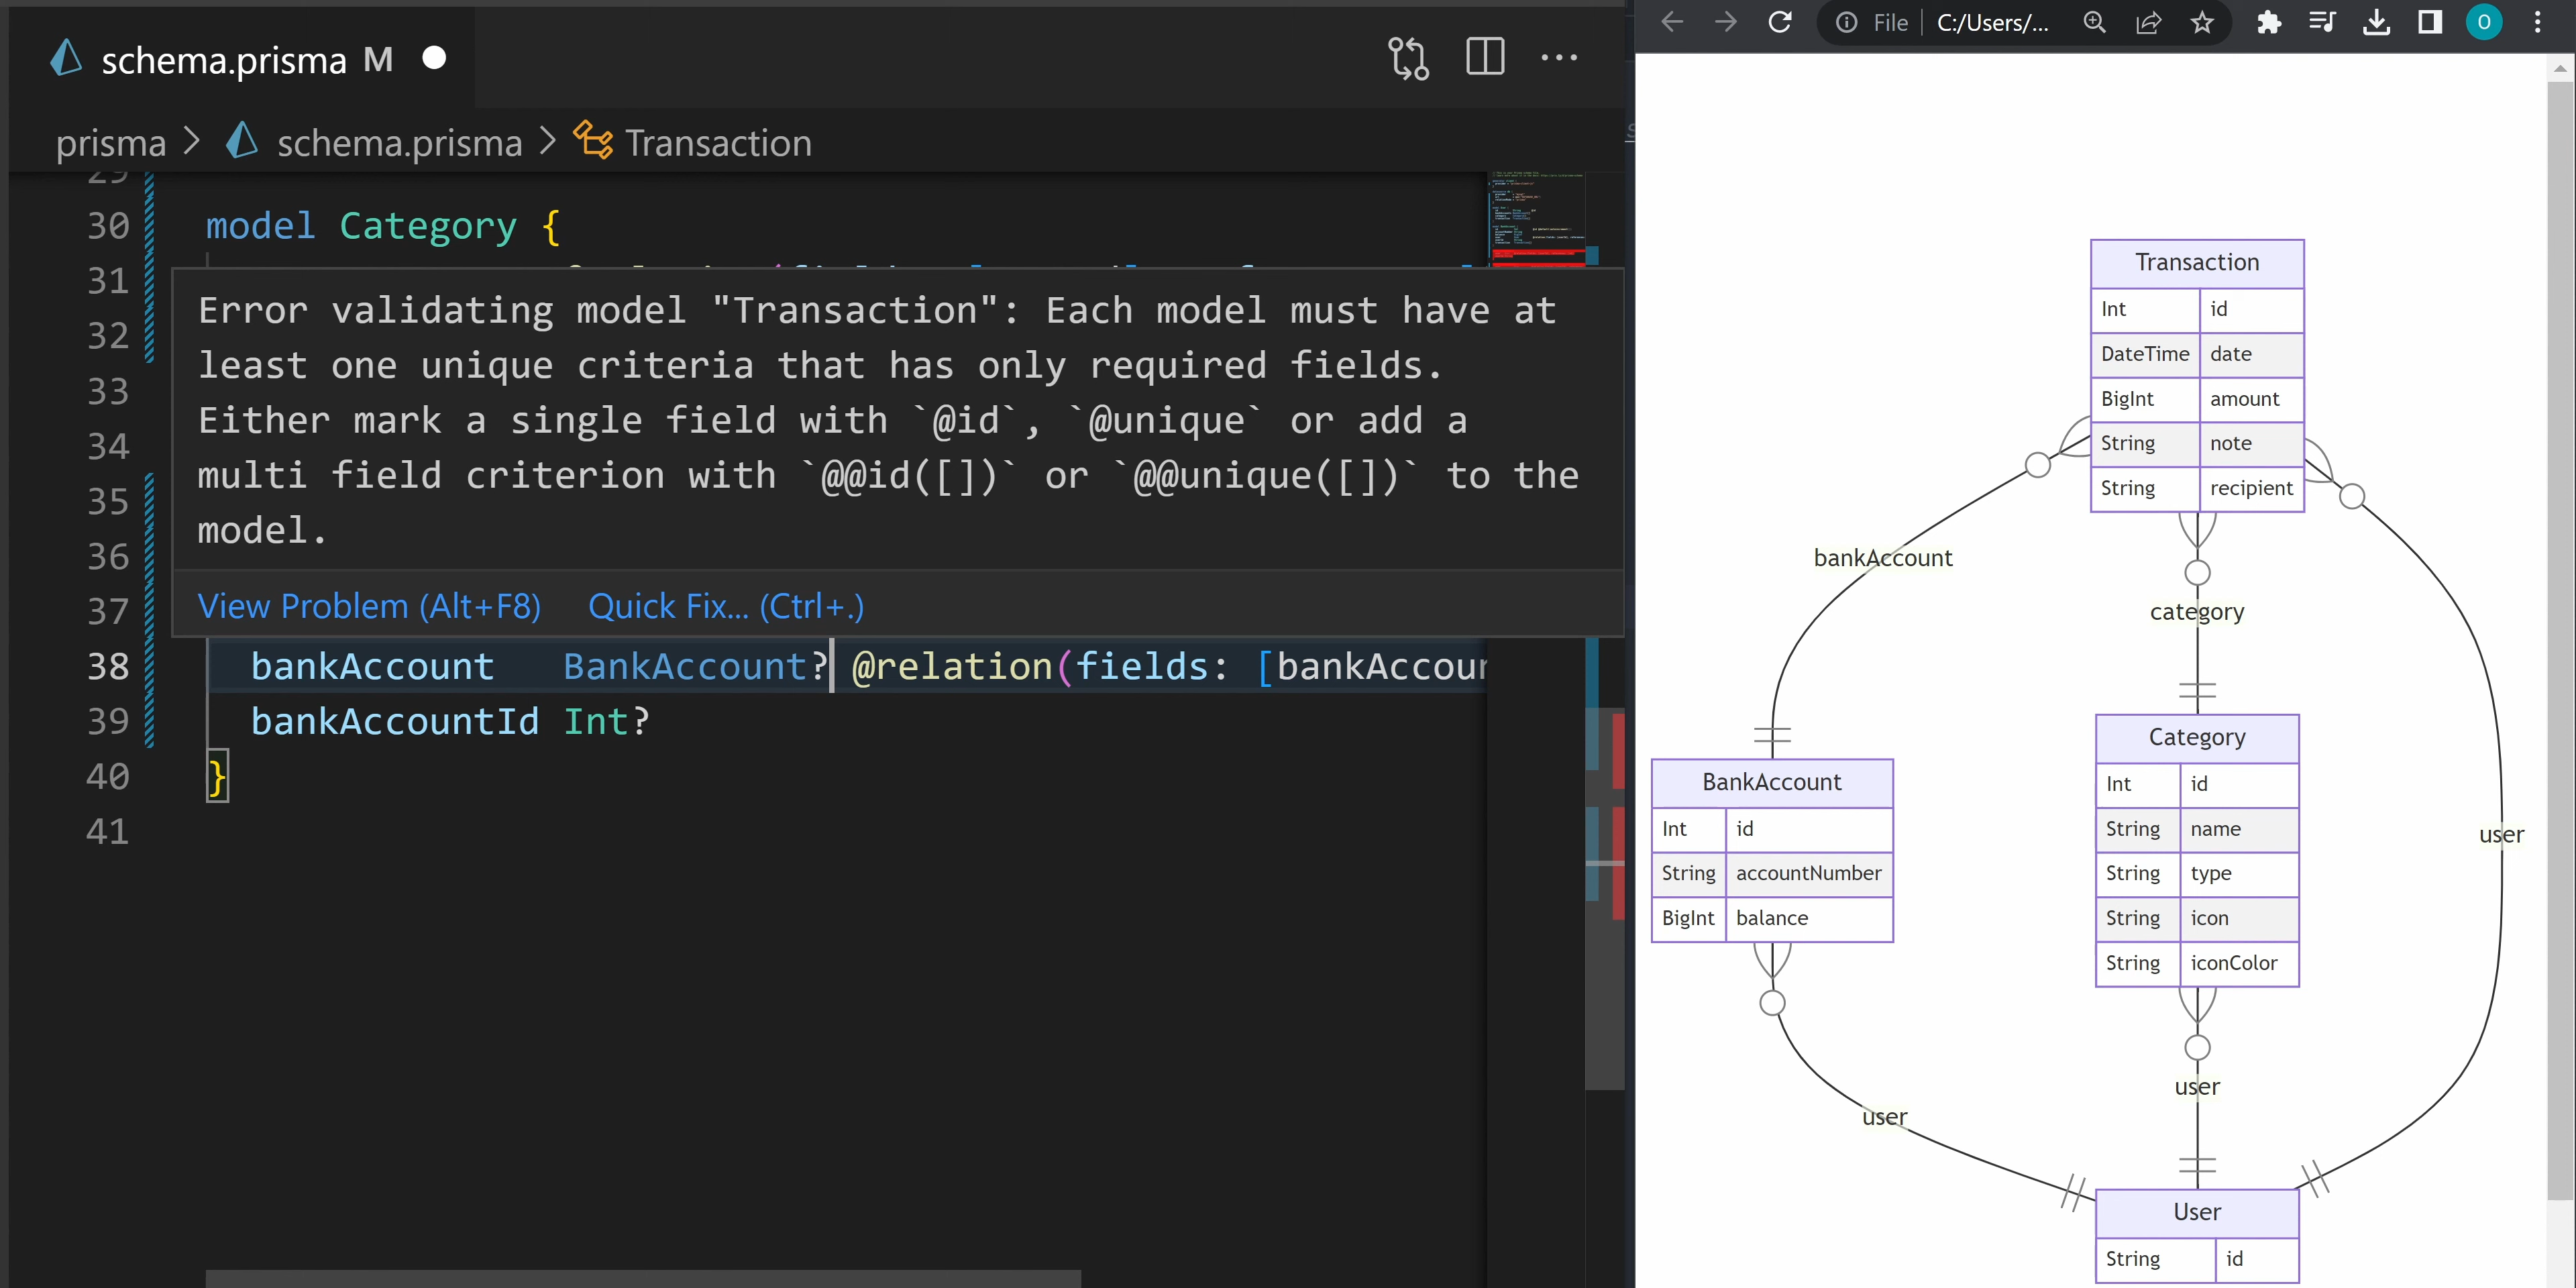 schema.prisma M
prisma > schema.prisma > Transaction
29
30 model Category {
31
32
33
34
35
36
37
Error validating model "Transaction": Each model must have at
least one unique criteria that has only required fields.
Either mark a single field with `@id`, `@unique` or add a
multi field criterion with `@@id([])` or `@@unique([])` to the
model.
View Problem (Alt+F8) Quick Fix... (Ctrl+.)
38 bankAccount BankAccount? @relation(fields: [bankAccoun
39 bankAccountId Int?
40 }
41
File C:/Users/... O
Transaction
Int id
DateTime date
BigInt amount
String note
String recipient
bankAccount
category
user
BankAccount
Int id
String accountNumber
BigInt balance
Category
Int id
String name
String type
String icon
String iconColor
user
user
User
String id